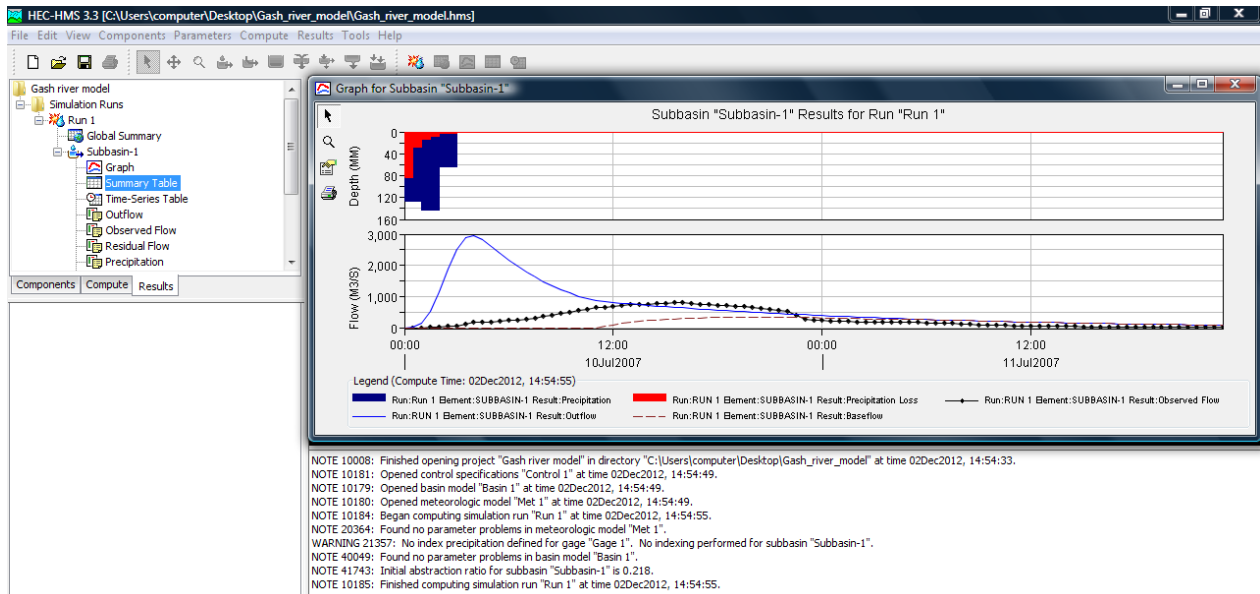 HEC-HMS 3.3 [C:\Users\computer\Desktop\Gash_river_model\Gash_river_model.hms]
File Edit View Components Parameters Compute Results Tools Help
Gash river model
Simulation Runs
Run 1
Global Summary
Subbasin-1
Graph
Summary Table
Time-Series Table
Outflow
Observed Flow
Residual Flow
Precipitation
Components Compute Results
Graph for Subbasin "Subbasin-1"
Subbasin "Subbasin-1" Results for Run "Run 1"
Depth (MM)
0
40
80
120
160
Flow (M3/S)
3,000
2,000
1,000
0
00:00 12:00 00:00 12:00
10Jul2007 11Jul2007
Legend (Compute Time: 02Dec2012, 14:54:55)
Run:Run 1 Element:SUBBASIN-1 Result:Precipitation Run:RUN 1 Element:SUBBASIN-1 Result:Precipitation Loss Run:RUN 1 Element:SUBBASIN-1 Result:Observed Flow
Run:RUN 1 Element:SUBBASIN-1 Result:Outflow Run:RUN 1 Element:SUBBASIN-1 Result:Baseflow
NOTE 10008: Finished opening project "Gash river model" in directory "C:\Users\computer\Desktop\Gash_river_model" at time 02Dec2012, 14:54:33.
NOTE 10181: Opened control specifications "Control 1" at time 02Dec2012, 14:54:49.
NOTE 10179: Opened basin model "Basin 1" at time 02Dec2012, 14:54:49.
NOTE 10180: Opened meteorologic model "Met 1" at time 02Dec2012, 14:54:49.
NOTE 10184: Began computing simulation run "Run 1" at time 02Dec2012, 14:54:55.
NOTE 20364: Found no parameter problems in meteorologic model "Met 1".
WARNING 21357: No index precipitation defined for gage "Gage 1". No indexing performed for subbasin "Subbasin-1".
NOTE 40049: Found no parameter problems in basin model "Basin 1".
NOTE 41743: Initial abstraction ratio for subbasin "Subbasin-1" is 0.218.
NOTE 10185: Finished computing simulation run "Run 1" at time 02Dec2012, 14:54:55.